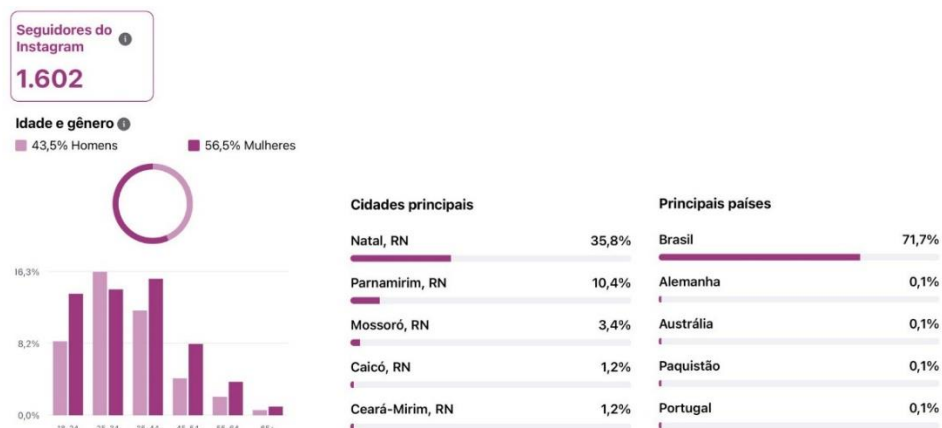 Seguidores do
Instagram
1.602
Idade e gênero
43,5% Homens
56,5% Mulheres
16,3%
8,2%
0,0%
Cidades principais
Natal, RN 35,8%
Parnamirim, RN 10,4%
Mossoró, RN 3,4%
Caicó, RN 1,2%
Ceará-Mirim, RN 1,2%
Principais países
Brasil 71,7%
Alemanha 0,1%
Austrália 0,1%
Paquistão 0,1%
Portugal 0,1%